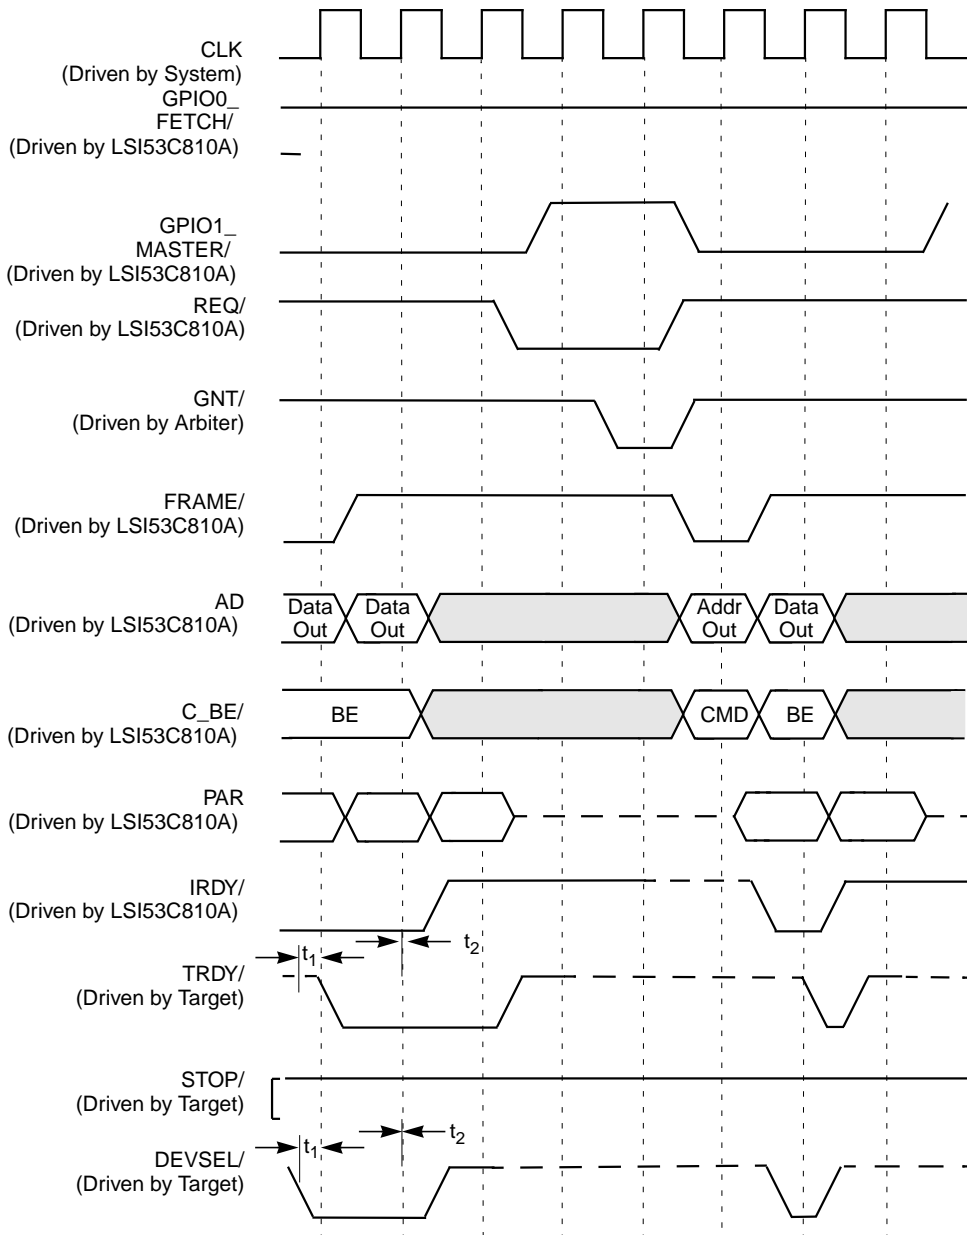 CLK
(Driven by System)
GPIO0_
FETCH/
(Driven by LSI53C810A)
GPIO1_
MASTER/
(Driven by LSI53C810A)
REQ/
(Driven by LSI53C810A)
GNT/
(Driven by Arbiter)
FRAME/
(Driven by LSI53C810A)
AD
(Driven by LSI53C810A)
Data
Out
Data
Out
Addr
Out
Data
Out
C_BE/
(Driven by LSI53C810A)
BE
CMD
BE
PAR
(Driven by LSI53C810A)
IRDY/
(Driven by LSI53C810A)
t1
t2
TRDY/
(Driven by Target)
STOP/
(Driven by Target)
t1
t2
DEVSEL/
(Driven by Target)